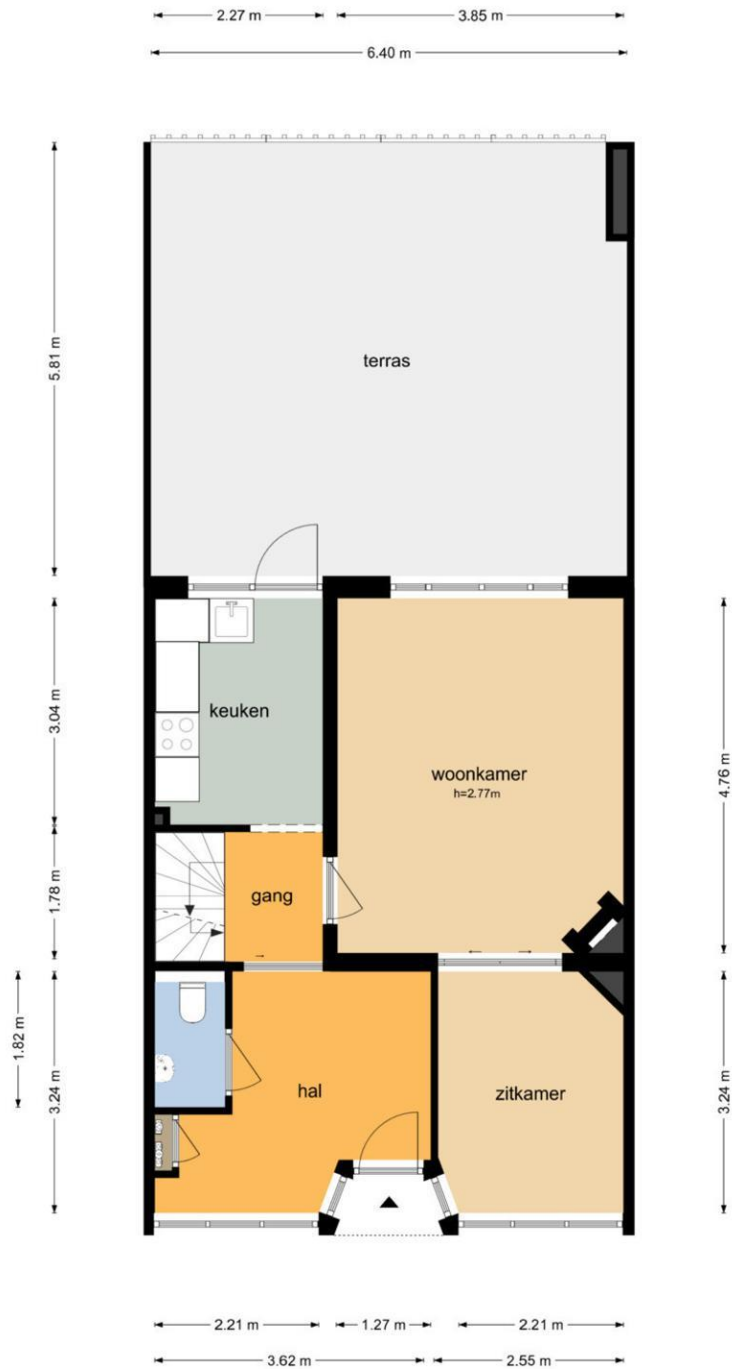 2.27 m
3.85 m
6.40 m
5.81 m
terras
3.04 m
keuken
woonkamer
h=2.77m
4.76 m
1.78 m
gang
1.82 m
3.24 m
hal
zitkamer
3.24 m
2.21 m
1.27 m
2.21 m
3.62 m
2.55 m